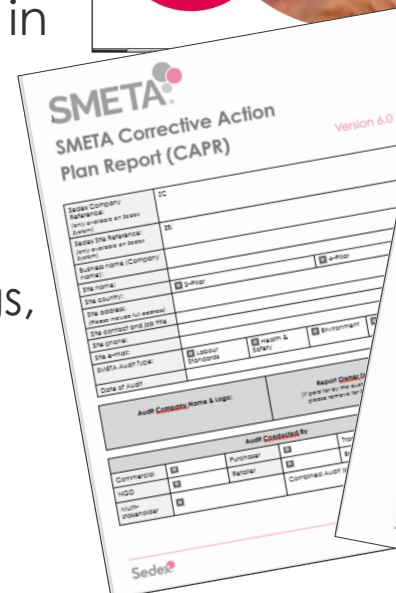 in
SMETA
SMETA Corrective Action
Plan Report (CAPR)
Version 6.0
Sedex Company
Reference:
(only available on Sedex
System)
ZC
Sedex Site Reference:
(only available on Sedex
System)
ZS:
Business name (Company
name):
Site name:
Site country:
Site address:
(Please include full address)
Site contact and job title
Site phone:
Site e-mail:
SMETA Audit Type:
2-Pillar
4-Pillar
Labour
Standards
Health &
Safety
Environment
Date of Audit
us,
Audit Company Name & Logo:
Report Owner
Audit Conducted By
Commercial
Purchaser
NGO
Retailer
Multi-
stakeholder
Combined Audit
Sedex